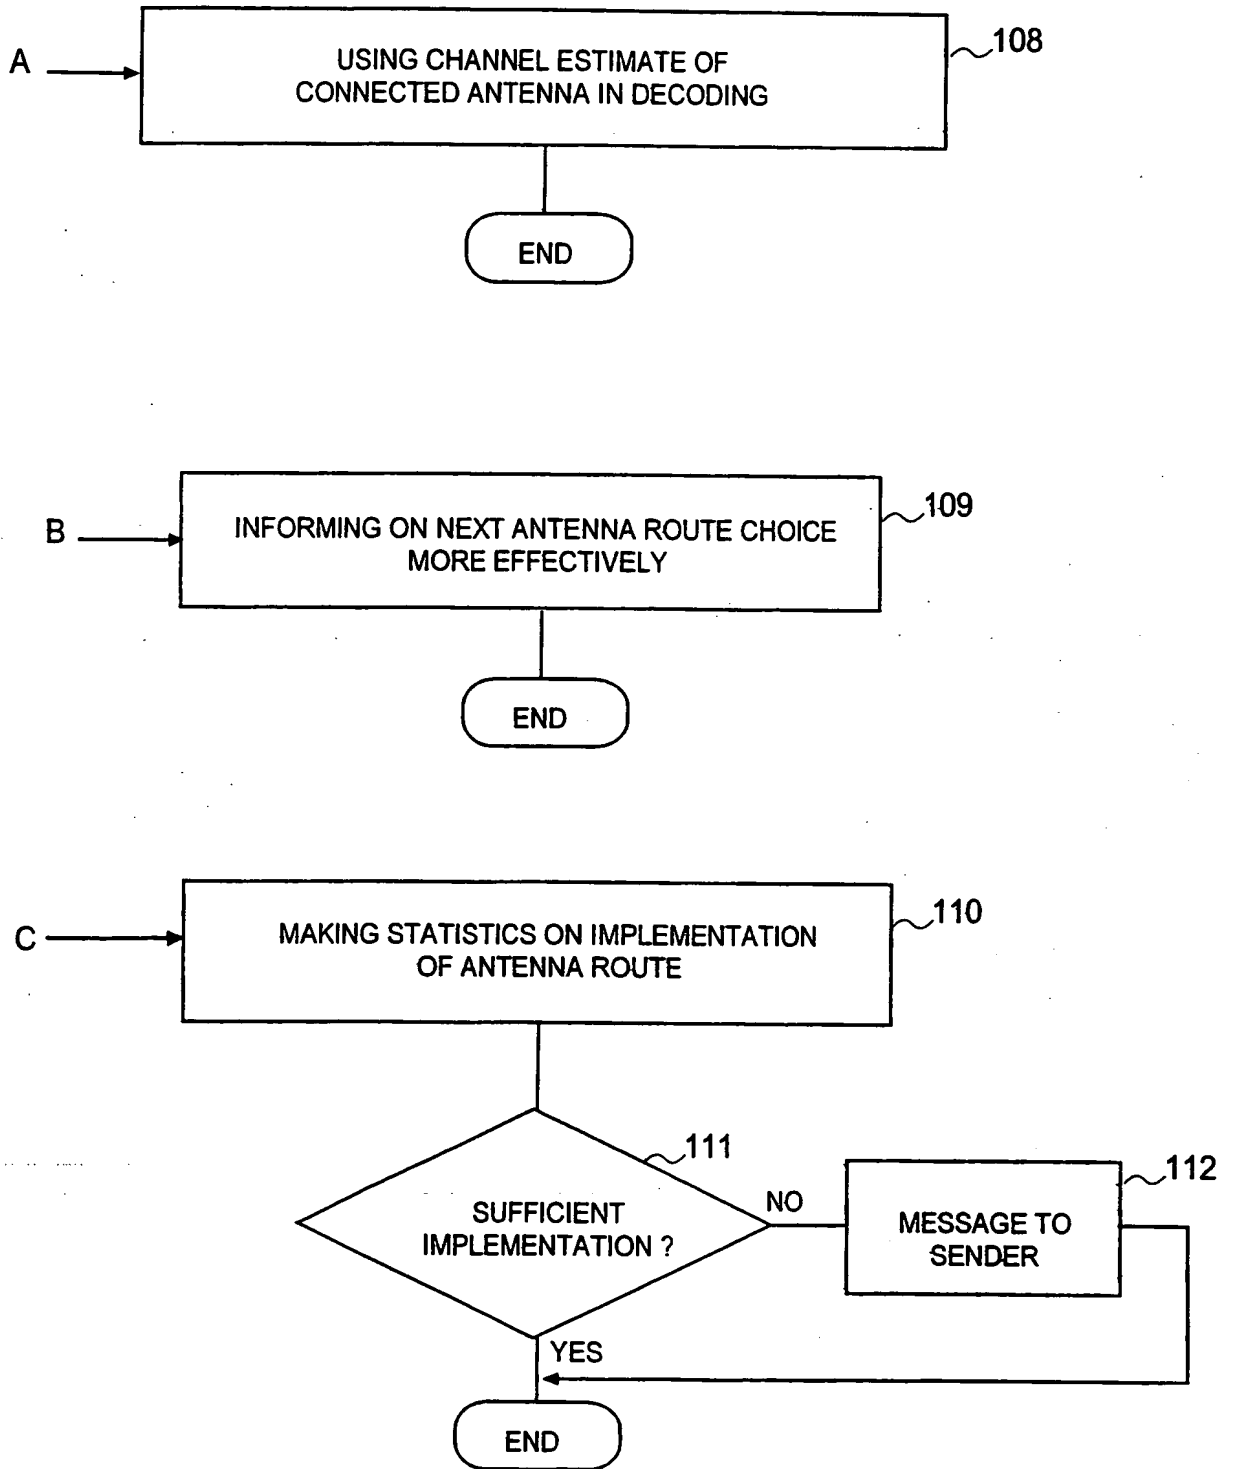 A
USING CHANNEL ESTIMATE OF
CONNECTED ANTENNA IN DECODING
108
END
B
INFORMING ON NEXT ANTENNA ROUTE CHOICE
MORE EFFECTIVELY
109
END
C
MAKING STATISTICS ON IMPLEMENTATION
OF ANTENNA ROUTE
110
SUFFICIENT
IMPLEMENTATION ?
111
NO
MESSAGE TO
SENDER
112
YES
END